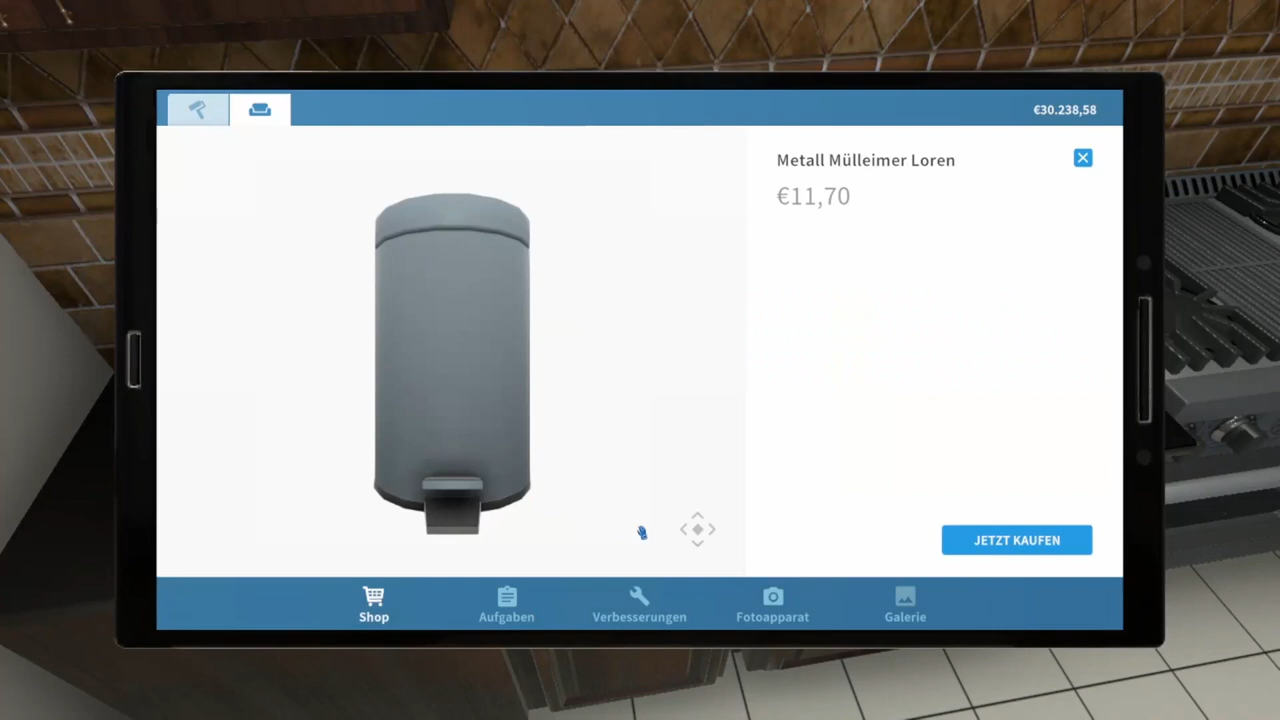 €30.238,58
Metall Mülleimer Loren
€11,70
JETZT KAUFEN
Shop
Aufgaben
Verbesserungen
Fotoapparat
Galerie